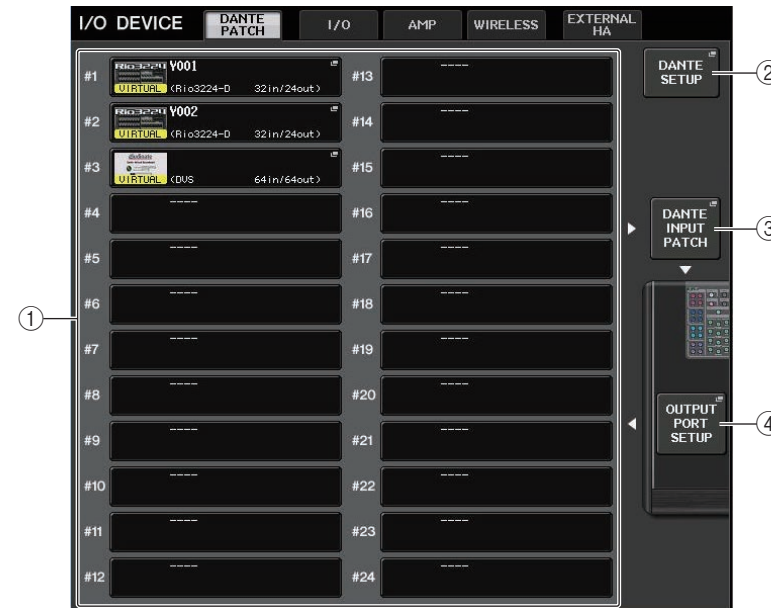 I/O DEVICE
DANTE
PATCH
I/O
AMP
WIRELESS
EXTERNAL
HA
#1
Rio3224
Y001
VIRTUAL
(Rio3224-D 32in/24out)
#2
Rio3224
Y002
VIRTUAL
(Rio3224-D 32in/24out)
#3
VIRTUAL
(DVS 64in/64out)
#4 ----
#5 ----
#6 ----
#7 ----
#8 ----
#9 ----
#10 ----
#11 ----
#12 ----
#13 ----
#14 ----
#15 ----
#16 ----
#17 ----
#18 ----
#19 ----
#20 ----
#21 ----
#22 ----
#23 ----
#24 ----
DANTE
SETUP
DANTE
INPUT
PATCH
OUTPUT
PORT
SETUP
①
②
③
④